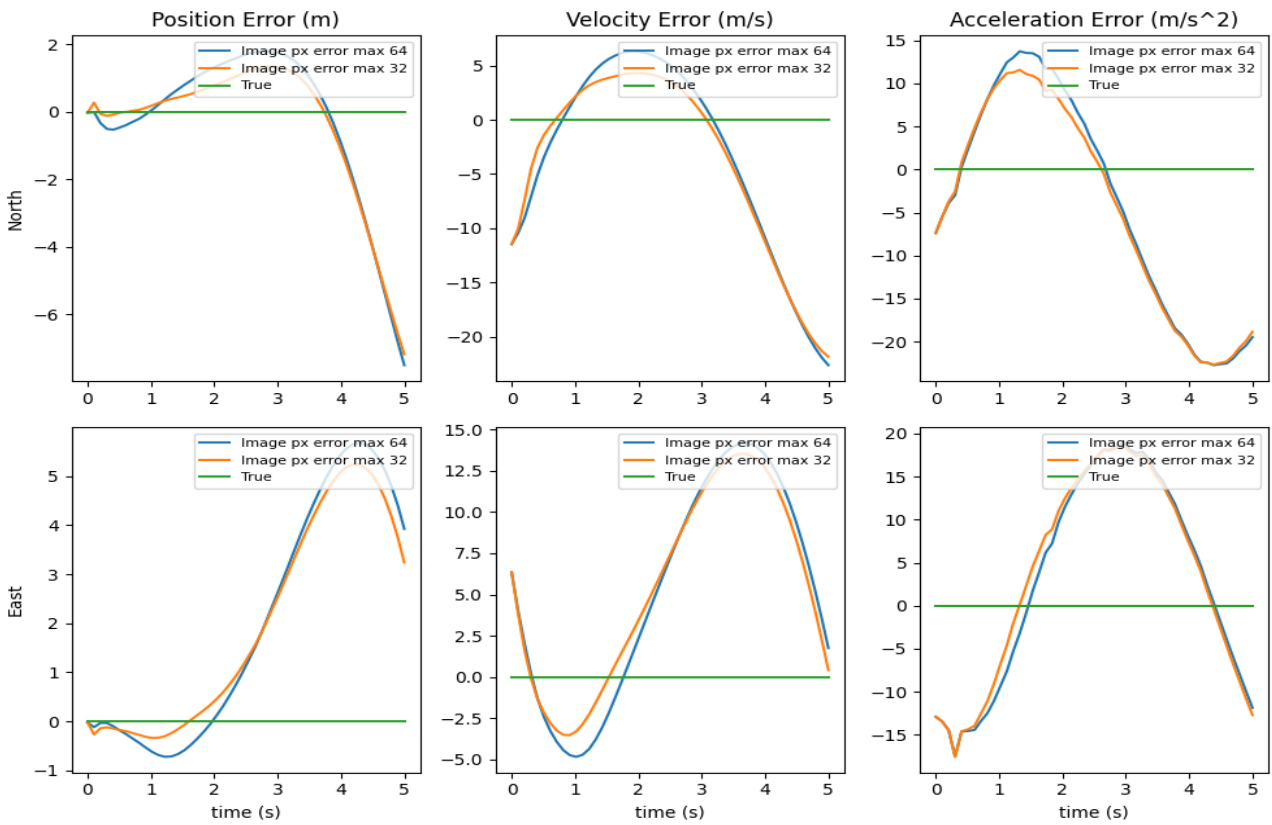 Position Error (m)
Velocity Error (m/s)
Acceleration Error (m/s^2)
North
2
0
−2
−4
−6
Image px error max 64
Image px error max 32
True
0 1 2 3 4 5
5
0
−5
−10
−15
−20
Image px error max 64
Image px error max 32
True
0 1 2 3 4 5
15
10
5
0
−5
−10
−15
−20
Image px error max 64
Image px error max 32
True
0 1 2 3 4 5
East
5
4
3
2
1
0
−1
Image px error max 64
Image px error max 32
True
0 1 2 3 4 5
time (s)
15.0
12.5
10.0
7.5
5.0
2.5
0.0
−2.5
−5.0
Image px error max 64
Image px error max 32
True
0 1 2 3 4 5
time (s)
20
15
10
5
0
−5
−10
−15
Image px error max 64
Image px error max 32
True
0 1 2 3 4 5
time (s)